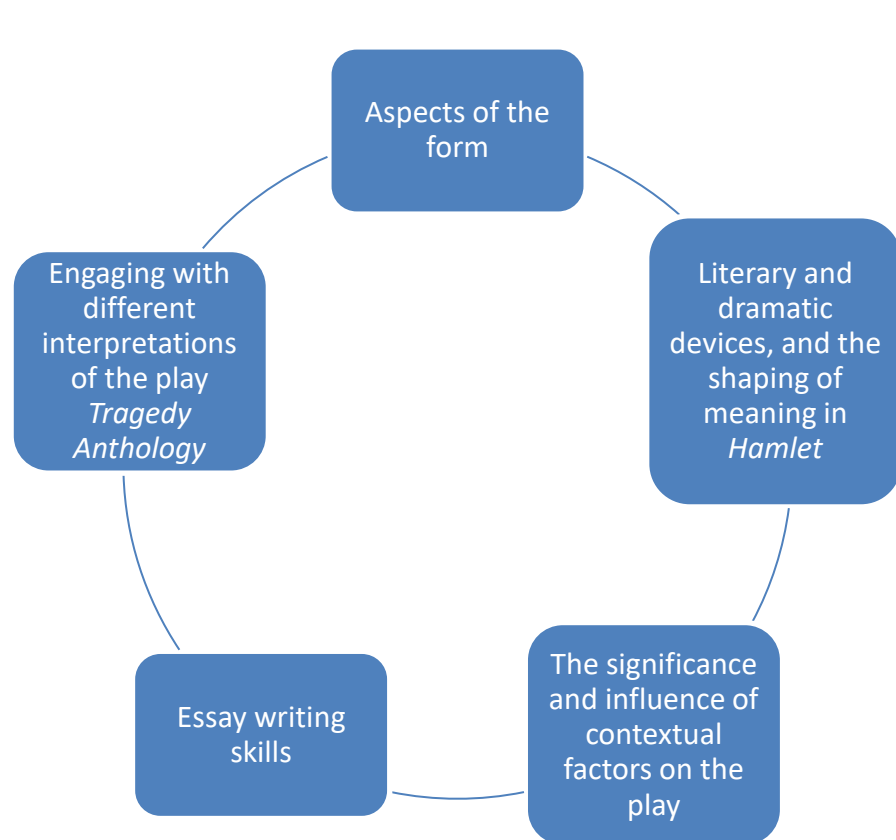 Aspects of the
form
Literary and
dramatic
devices, and the
shaping of
meaning in
Hamlet
The significance
and influence of
contextual
factors on the
play
Essay writing
skills
Engaging with
different
interpretations
of the play
Tragedy
Anthology